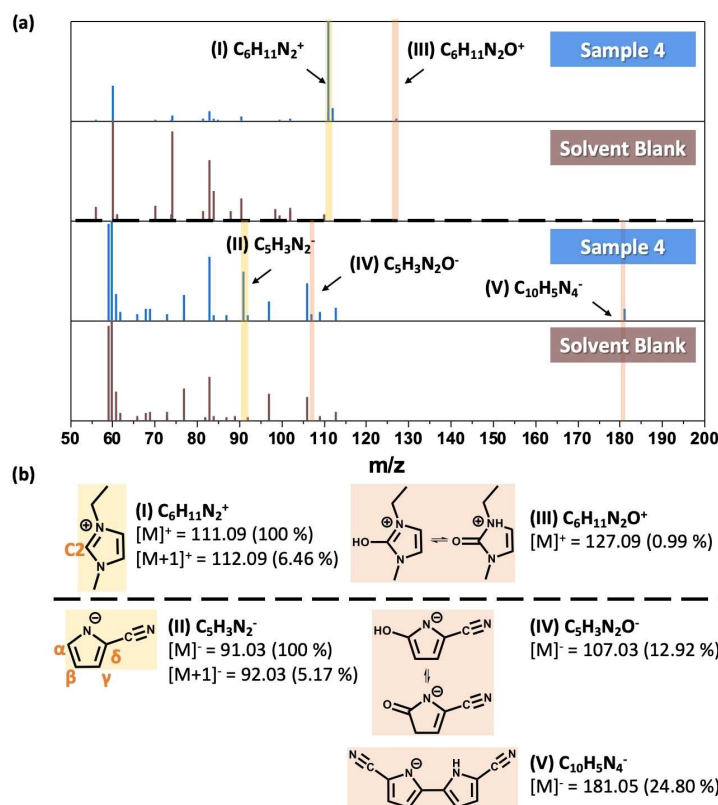 (a)
(I) C₆H₁₁N₂⁺
(III) C₆H₁₁N₂O⁺
Sample 4
Solvent Blank
(II) C₅H₃N₂⁻
(IV) C₅H₃N₂O⁻
Sample 4
(V) C₁₀H₅N₄⁻
Solvent Blank
50 60 70 80 90 100 110 120 130 140 150 160 170 180 190 200
m/z
(b)
(I) C₆H₁₁N₂⁺
[M]⁺ = 111.09 (100 %)
[M+1]⁺ = 112.09 (6.46 %)
C2
N
⊕
N
HO
N
⊕
N
⇌
O
NH
⊕
N
(III) C₆H₁₁N₂O⁺
[M]⁺ = 127.09 (0.99 %)
N
⊖
C
N
α
β
γ
δ
(II) C₅H₃N₂⁻
[M]⁻ = 91.03 (100 %)
[M+1]⁻ = 92.03 (5.17 %)
HO
N
⊖
C
N
⇌
O
N
⊖
C
N
(IV) C₅H₃N₂O⁻
[M]⁻ = 107.03 (12.92 %)
N
C
N
⊖
H
N
C
N
(V) C₁₀H₅N₄⁻
[M]⁻ = 181.05 (24.80 %)